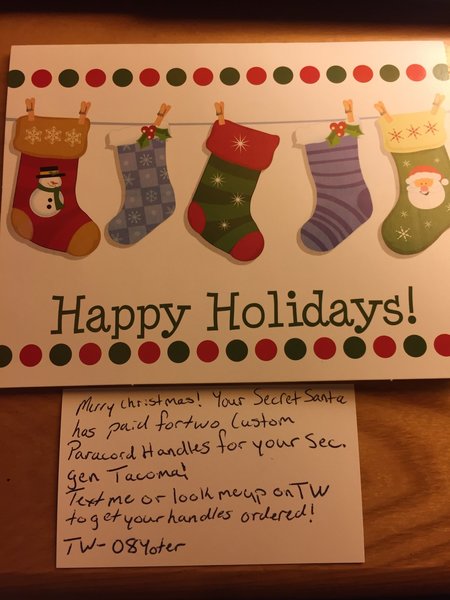 Happy Holidays!
Merry Christmas! Your Secret Santa
has paid for two Custom
Paracord Handles for your Sec.
gen Tacoma!
Text me or look me up on TW
to get your handles ordered!
TW-084oter